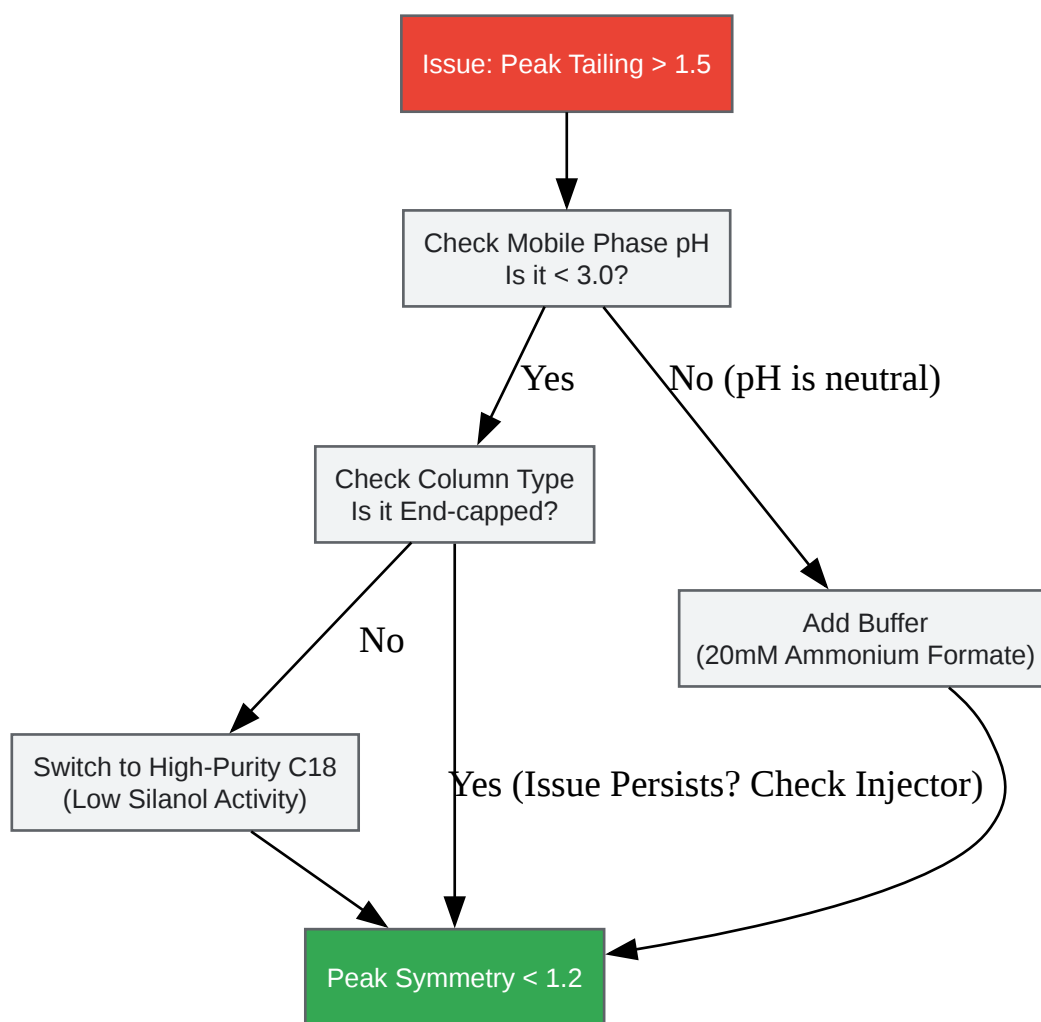 Issue: Peak Tailing > 1.5
Check Mobile Phase pH
Is it < 3.0?
Yes
No (pH is neutral)
Check Column Type
Is it End-capped?
No
Add Buffer
(20mM Ammonium Formate)
Switch to High-Purity C18
(Low Silanol Activity)
Yes (Issue Persists? Check Injector)
Peak Symmetry < 1.2